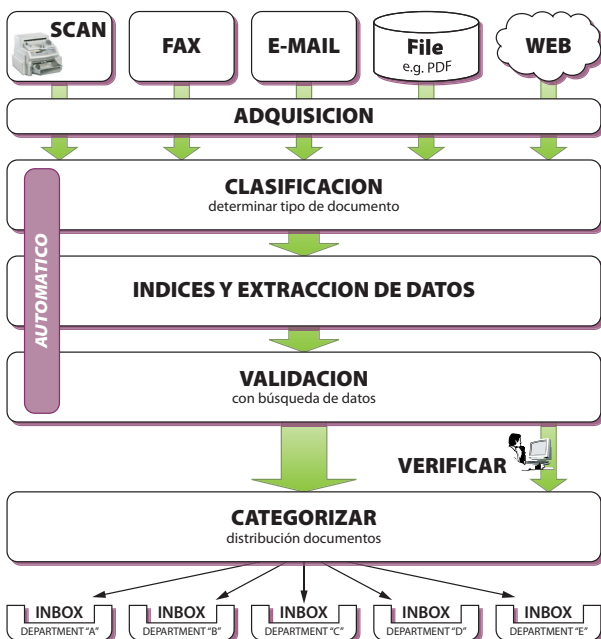 SCAN
FAX
E-MAIL
File
e.g. PDF
WEB
ADQUISICION
AUTOMATICO
CLASIFICACION
determinar tipo de documento
INDICES Y EXTRACCION DE DATOS
VALIDACION
con búsqueda de datos
VERIFICAR
CATEGORIZAR
distribución documentos
INBOX
DEPARTMENT "A"
INBOX
DEPARTMENT "B"
INBOX
DEPARTMENT "C"
INBOX
DEPARTMENT "D"
INBOX
DEPARTMENT "E"